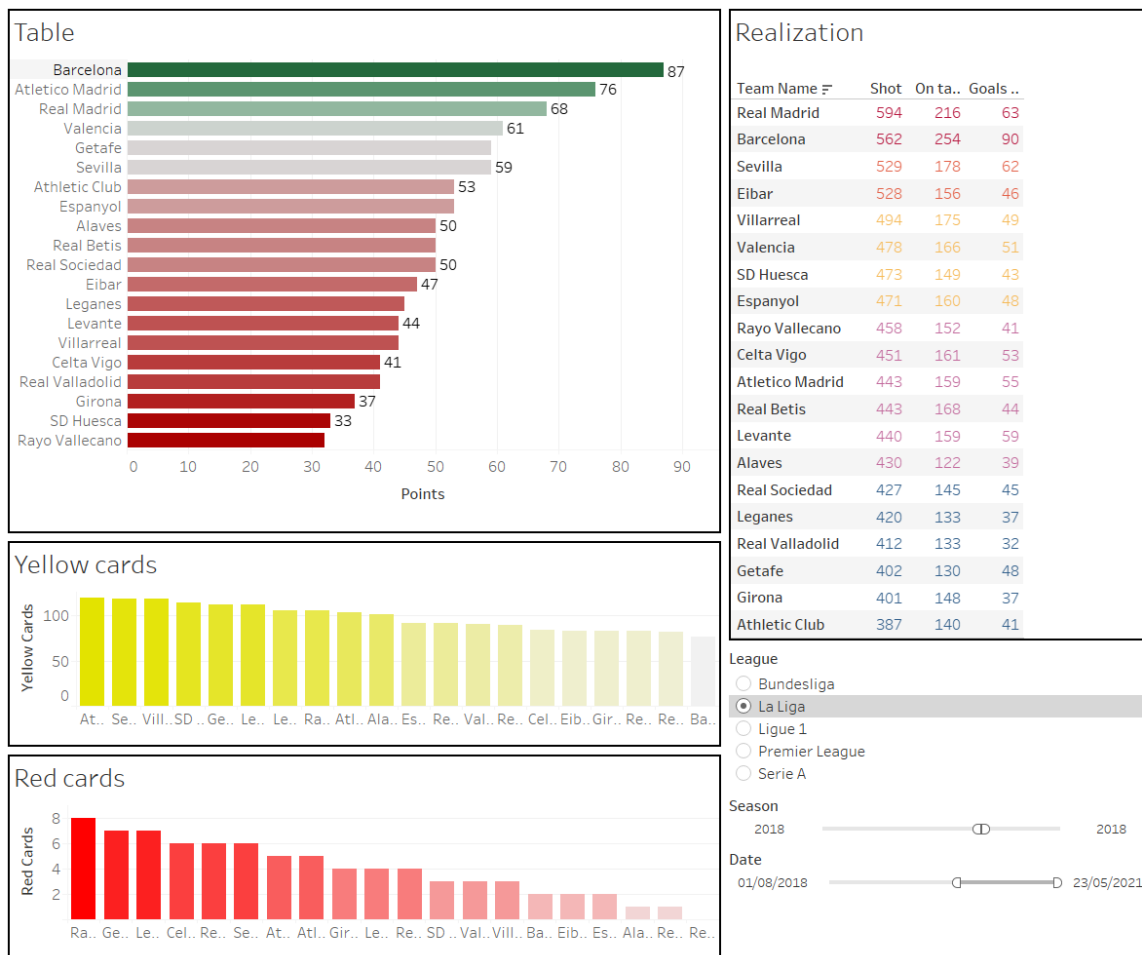 Table
Barcelona 87
Atletico Madrid 76
Real Madrid 68
Valencia 61
Getafe
Sevilla 59
Athletic Club 53
Espanyol
Alaves 50
Real Betis
Real Sociedad 50
Eibar 47
Leganes
Levante 44
Villarreal
Celta Vigo 41
Real Valladolid
Girona 37
SD Huesca 33
Rayo Vallecano
0 10 20 30 40 50 60 70 80 90
Points
Yellow cards
Yellow Cards
100
50
0
At.. Se.. Vill.. SD .. Ge.. Le.. Le.. Ra.. Atl.. Ala.. Es.. Re.. Val.. Re.. Cel.. Eib.. Gir.. Re.. Re.. Ba..
Red cards
Red Cards
8
6
4
2
Ra.. Ge.. Le.. Cel.. Re.. Se.. At.. Atl.. Gir.. Le.. Re.. SD .. Val.. Vill.. Ba.. Eib.. Es.. Ala.. Re.. Re..
Realization
Team Name Shot On ta.. Goals ..
Real Madrid 594 216 63
Barcelona 562 254 90
Sevilla 529 178 62
Eibar 528 156 46
Villarreal 494 175 49
Valencia 478 166 51
SD Huesca 473 149 43
Espanyol 471 160 48
Rayo Vallecano 458 152 41
Celta Vigo 451 161 53
Atletico Madrid 443 159 55
Real Betis 443 168 44
Levante 440 159 59
Alaves 430 122 39
Real Sociedad 427 145 45
Leganes 420 133 37
Real Valladolid 412 133 32
Getafe 402 130 48
Girona 401 148 37
Athletic Club 387 140 41
League
Bundesliga
La Liga
Ligue 1
Premier League
Serie A
Season
2018 2018
Date
01/08/2018 23/05/2021